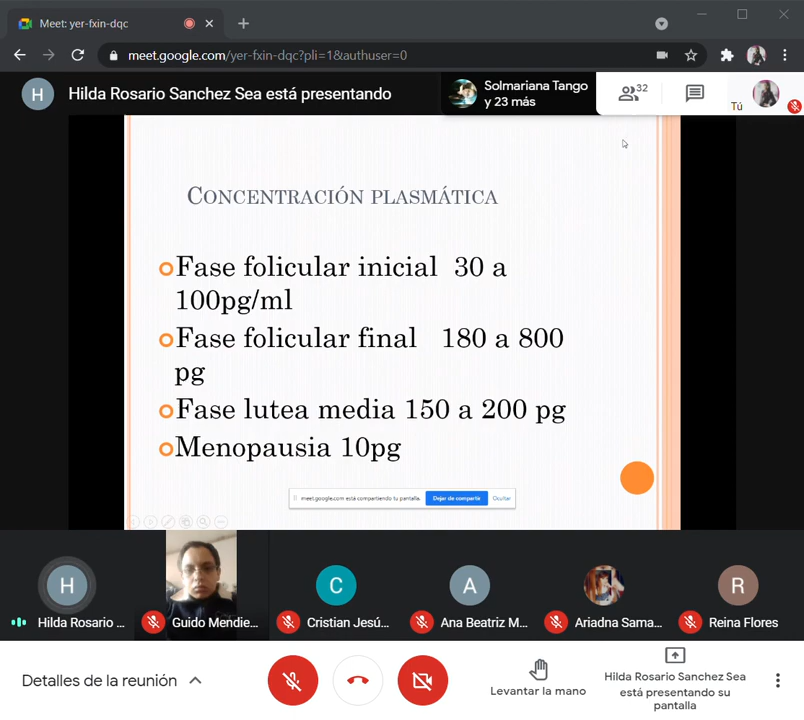 Meet: yer-fxin-dqc
meet.google.com/yer-fxin-dqc?pli=1&authuser=0
H
Hilda Rosario Sanchez Sea está presentando
Solmariana Tango
y 23 más
32
Tú
CONCENTRACIÓN PLASMÁTICA
Fase folicular inicial 30 a
100pg/ml
Fase folicular final 180 a 800
pg
Fase lutea media 150 a 200 pg
Menopausia 10pg
meet.google.com está compartiendo tu pantalla.
Dejar de compartir
Ocultar
H
C
A
R
Hilda Rosario ...
Guido Mendie...
Cristian Jesú...
Ana Beatriz M...
Ariadna Sama...
Reina Flores
Detalles de la reunión
Levantar la mano
Hilda Rosario Sanchez Sea
está presentando su
pantalla